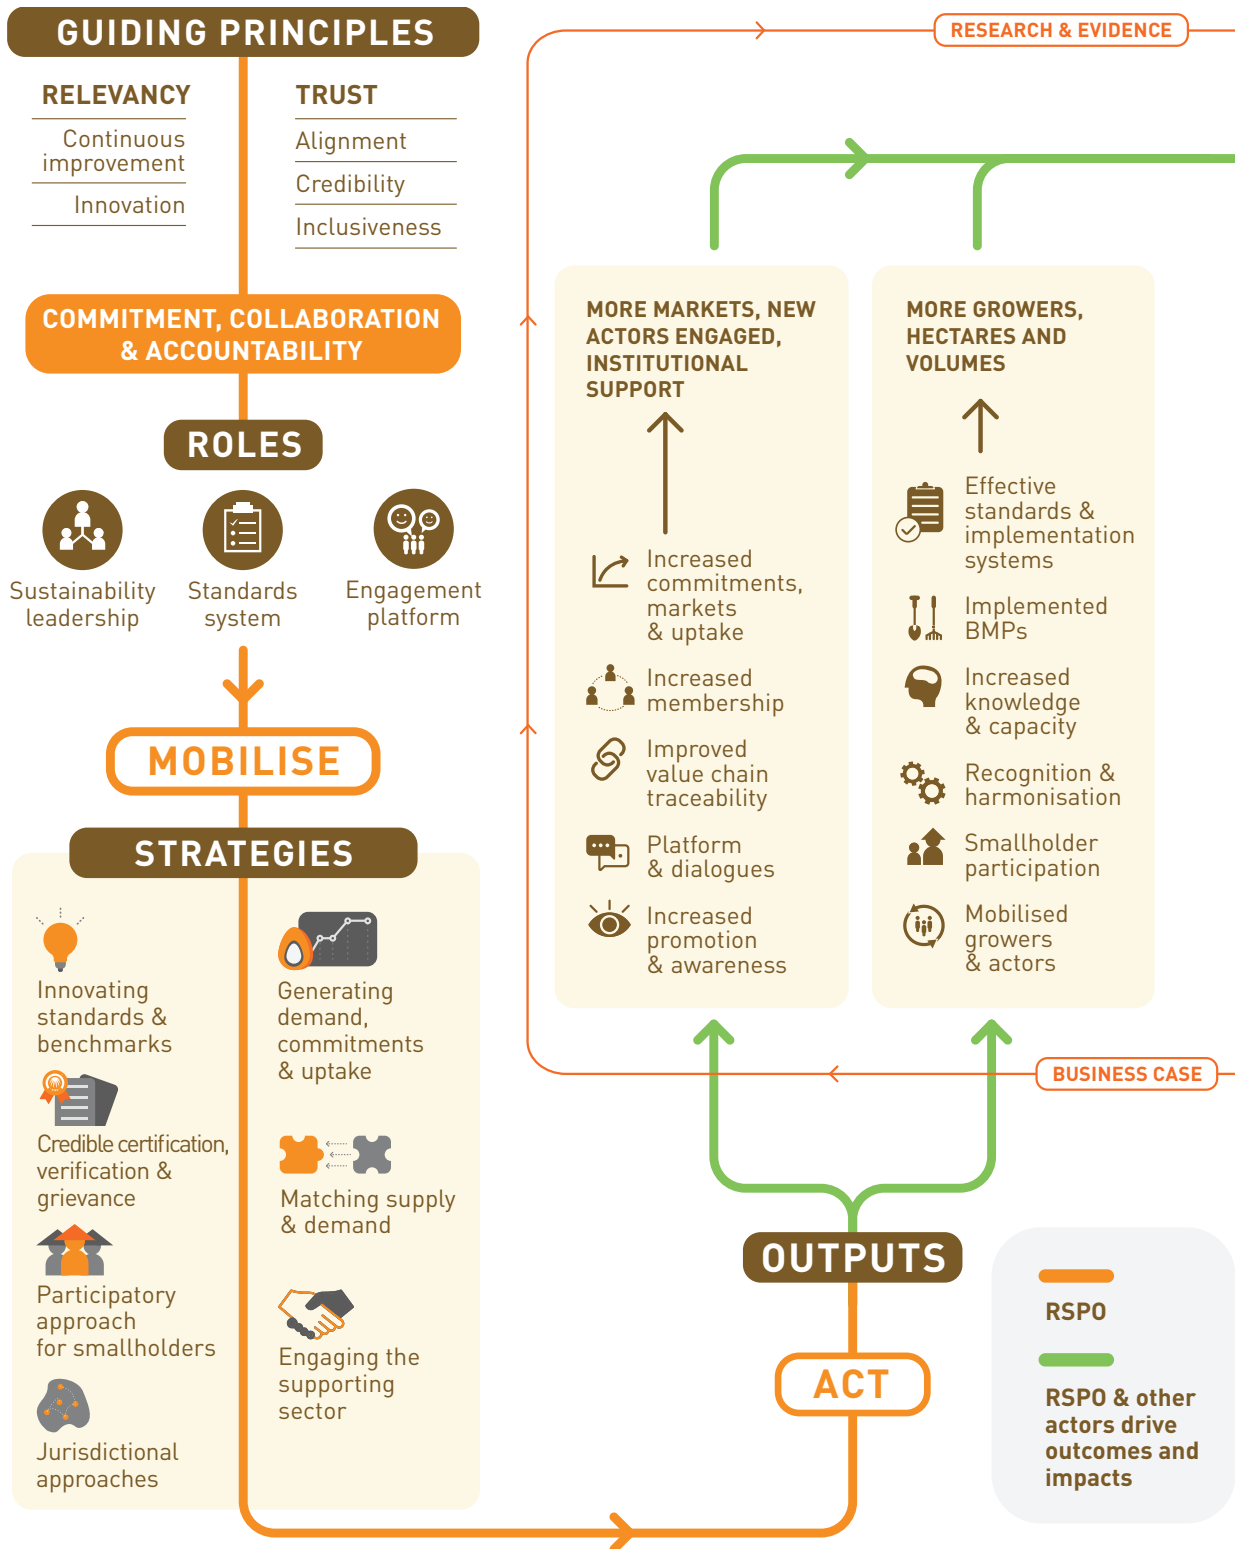 GUIDING PRINCIPLES
RELEVANCY
Continuous
improvement
Innovation
TRUST
Alignment
Credibility
Inclusiveness
COMMITMENT, COLLABORATION
& ACCOUNTABILITY
ROLES
Sustainability
leadership
Standards
system
Engagement
platform
MOBILISE
STRATEGIES
Innovating
standards &
benchmarks
Credible certification,
verification &
grievance
Participatory
approach
for smallholders
Jurisdictional
approaches
Generating
demand,
commitments
& uptake
Matching supply
& demand
Engaging the
supporting
sector
RESEARCH & EVIDENCE
MORE MARKETS, NEW
ACTORS ENGAGED,
INSTITUTIONAL
SUPPORT
Increased
commitments,
markets
& uptake
Increased
membership
Improved
value chain
traceability
Platform
& dialogues
Increased
promotion
& awareness
MORE GROWERS,
HECTARES AND
VOLUMES
Effective
standards &
implementation
systems
Implemented
BMPs
Increased
knowledge
& capacity
Recognition &
harmonisation
Smallholder
participation
Mobilised
growers
& actors
BUSINESS CASE
OUTPUTS
ACT
RSPO
RSPO & other
actors drive
outcomes and
impacts